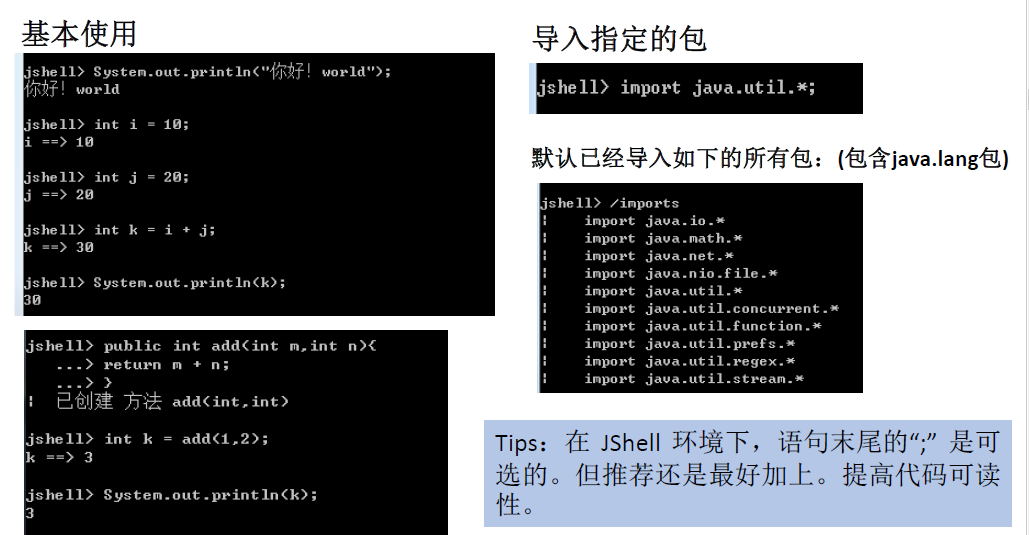 基本使用
jshell> System.out.println("你好！world");
你好！world
jshell> int i = 10;
i ==> 10
jshell> int j = 20;
j ==> 20
jshell> int k = i + j;
k ==> 30
jshell> System.out.println(k);
30
jshell> public int add(int m,int n){
...> return m + n;
...> }
|  已创建 方法 add(int,int)
jshell> int k = add(1,2);
k ==> 3
jshell> System.out.println(k);
3
导入指定的包
jshell> import java.util.*;
默认已经导入如下的所有包：(包含java.lang包)
jshell> /imports
|    import java.io.*
|    import java.math.*
|    import java.net.*
|    import java.nio.file.*
|    import java.util.*
|    import java.util.concurrent.*
|    import java.util.function.*
|    import java.util.prefs.*
|    import java.util.regex.*
|    import java.util.stream.*
Tips：在 JShell 环境下，语句末尾的“;” 是可
选的。但推荐还是最好加上。提高代码可读
性。